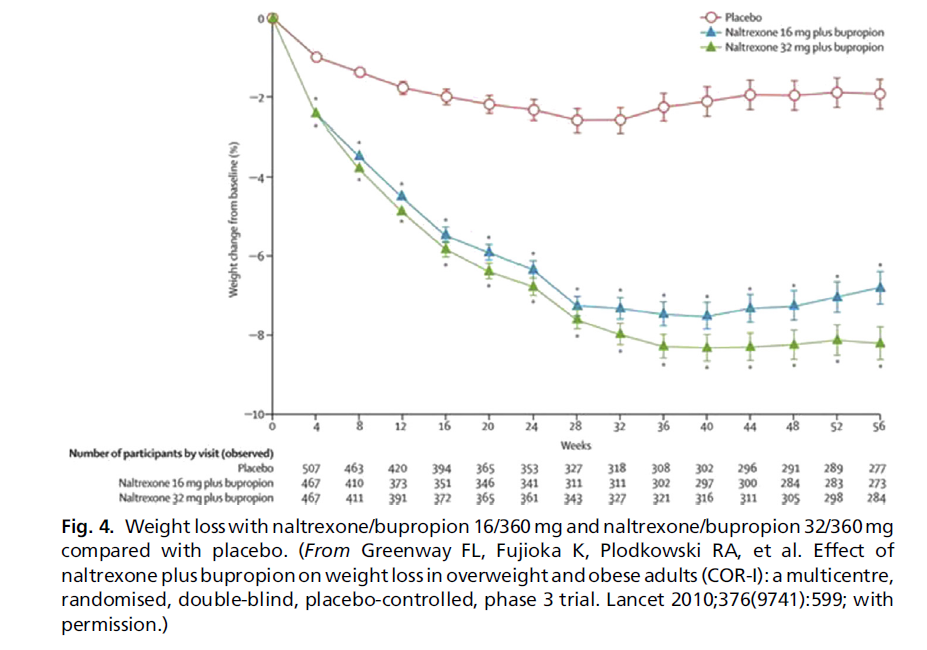 Placebo
Naltrexone 16 mg plus bupropion
Naltrexone 32 mg plus bupropion
Weight change from baseline (%)
0
−2
−4
−6
−8
−10
0 4 8 12 16 20 24 28 32 36 40 44 48 52 56
Weeks
Number of participants by visit (observed)
Placebo 507 463 420 394 365 353 327 318 308 302 296 291 289 277
Naltrexone 16 mg plus bupropion 467 410 373 351 346 341 311 311 302 297 300 284 283 273
Naltrexone 32 mg plus bupropion 467 411 391 372 365 361 343 327 321 316 311 305 298 284
Fig. 4. Weight loss with naltrexone/bupropion 16/360 mg and naltrexone/bupropion 32/360 mg
compared with placebo. (From Greenway FL, Fujioka K, Plodkowski RA, et al. Effect of
naltrexone plus bupropion on weight loss in overweight and obese adults (COR-I): a multicentre,
randomised, double-blind, placebo-controlled, phase 3 trial. Lancet 2010;376(9741):599; with
permission.)